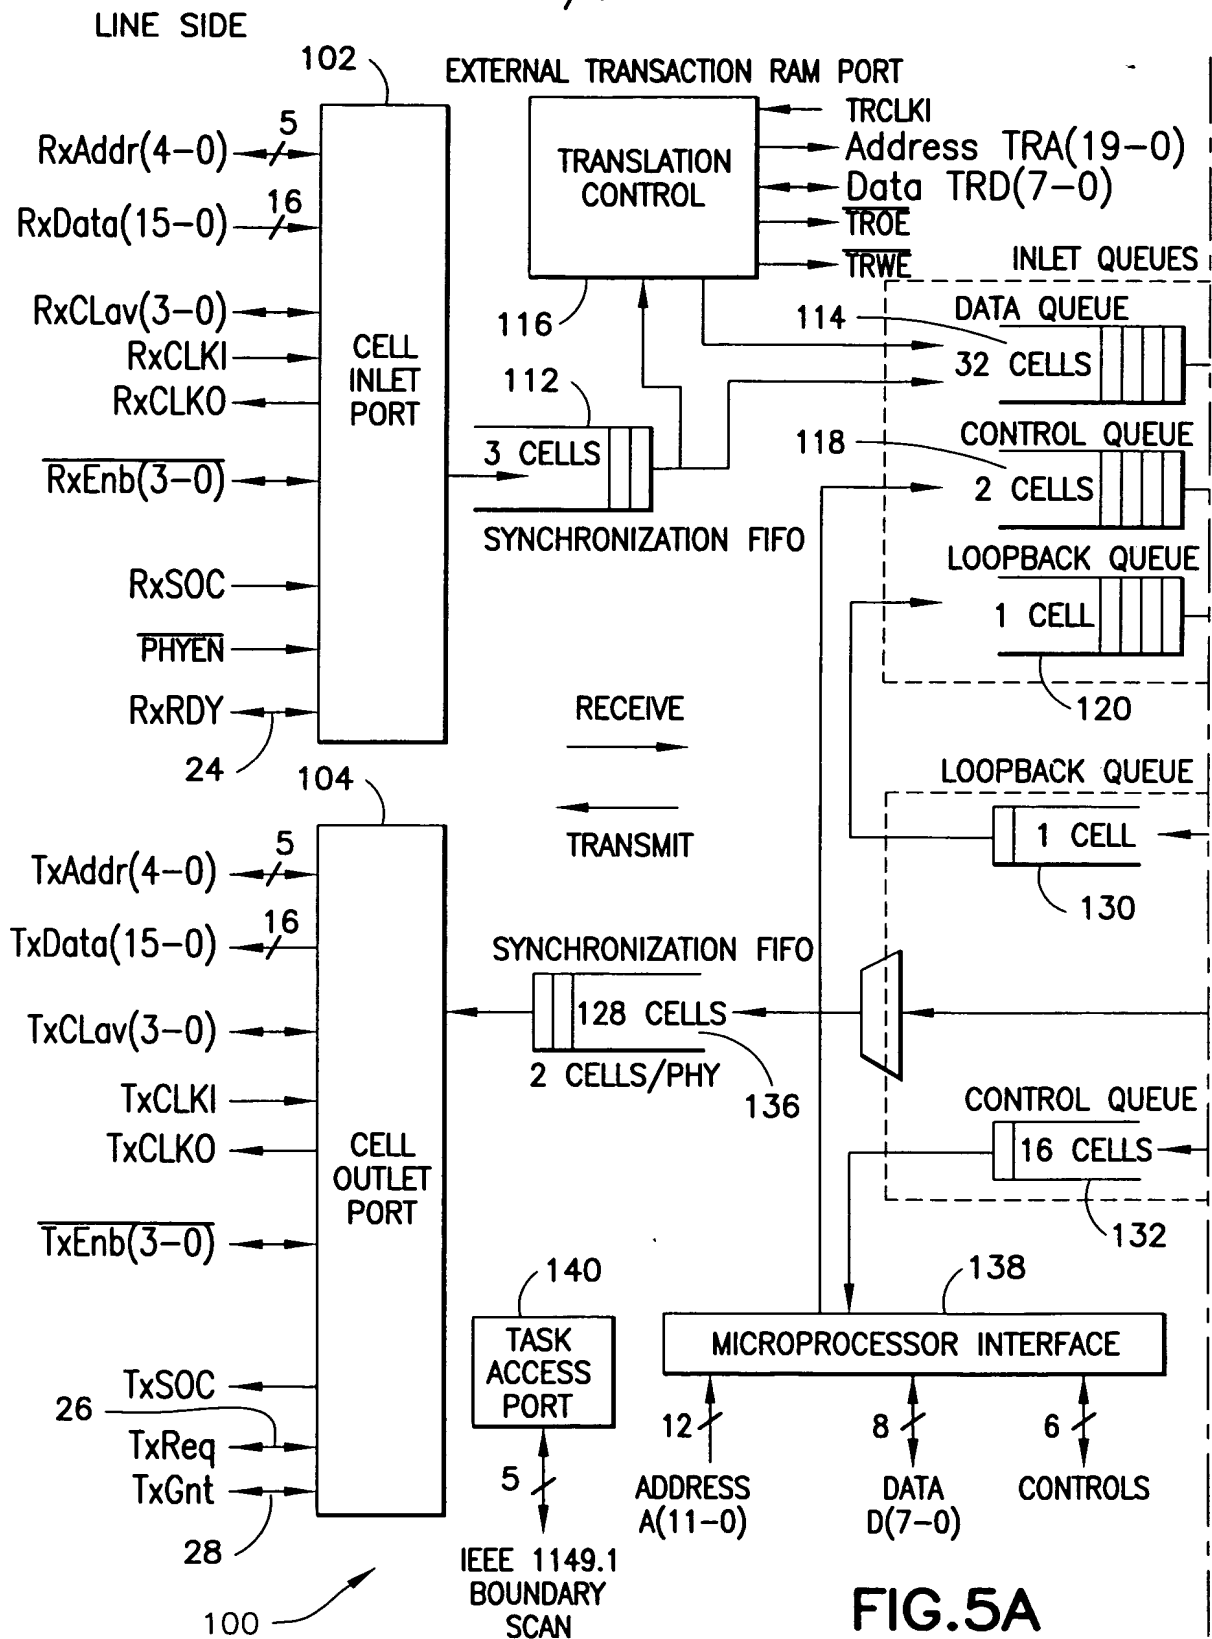 LINE SIDE
102
EXTERNAL TRANSACTION RAM PORT
RxAddr(4-0)
5
RxData(15-0)
16
RxCLav(3-0)
RxCLKI
RxCLKO
RxEnb(3-0)
RxSOC
PHYEN
RxRDY
24
CELL
INLET
PORT
TRANSLATION
CONTROL
TRCLKI
Address TRA(19-0)
Data TRD(7-0)
TROE
TRWE
116
112
3 CELLS
SYNCHRONIZATION FIFO
INLET QUEUES
DATA QUEUE
114
32 CELLS
CONTROL QUEUE
118
2 CELLS
LOOPBACK QUEUE
1 CELL
120
RECEIVE
TRANSMIT
LOOPBACK QUEUE
1 CELL
130
104
TxAddr(4-0)
5
TxData(15-0)
16
TxCLav(3-0)
TxCLKI
TxCLKO
TxEnb(3-0)
TxSOC
26
TxReq
TxGnt
28
CELL
OUTLET
PORT
SYNCHRONIZATION FIFO
128 CELLS
2 CELLS/PHY
136
CONTROL QUEUE
16 CELLS
132
140
TASK
ACCESS
PORT
5
IEEE 1149.1
BOUNDARY
SCAN
138
MICROPROCESSOR INTERFACE
12
8
6
ADDRESS
A(11-0)
DATA
D(7-0)
CONTROLS
100
FIG.5A